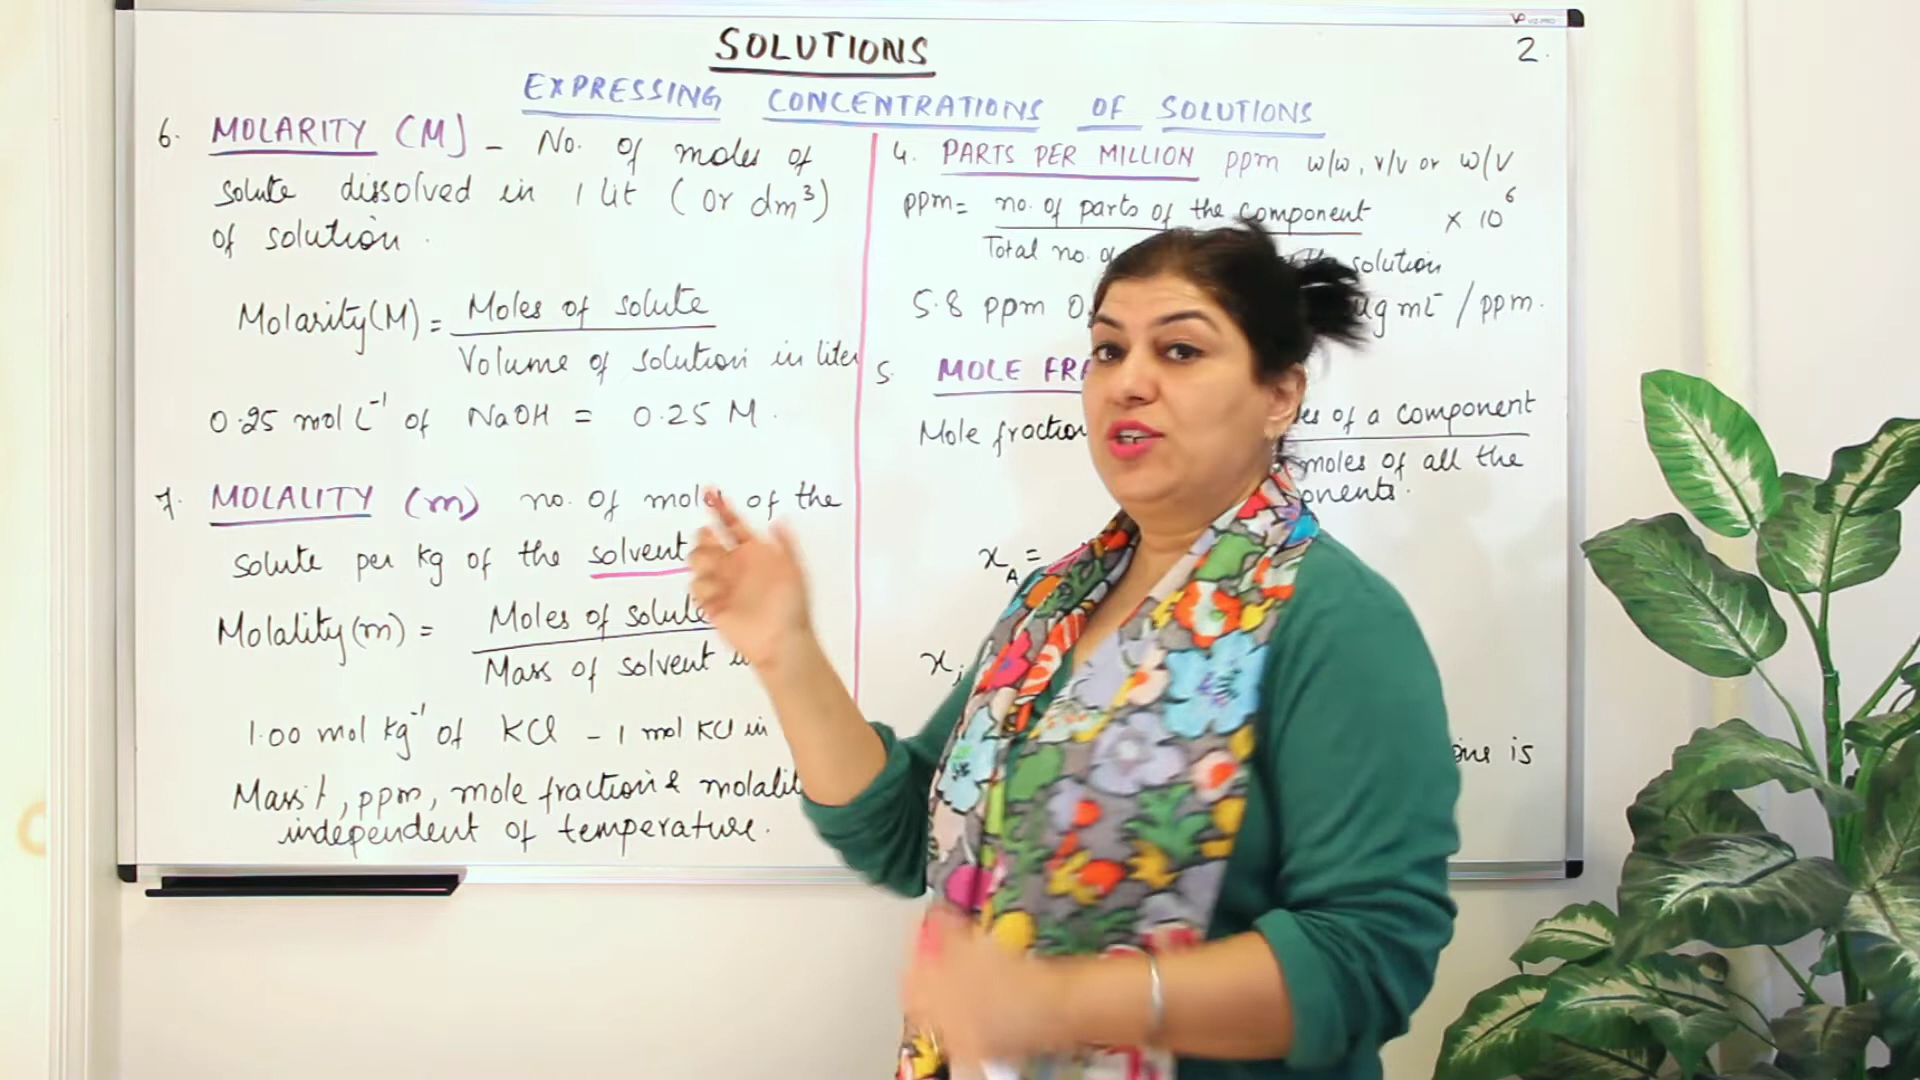 SOLUTIONS
2.
EXPRESSING CONCENTRATIONS OF SOLUTIONS
6. MOLARITY (M) - No. of moles of
solute dissolved in 1 lit (or dm³)
of solution.
Molarity(M) = Moles of solute
Volume of solution in liter
0.25 mol L⁻¹ of NaOH = 0.25 M.
7. MOLALITY (m) no. of moles of the
solute per kg of the solvent
Molality(m) = Moles of solute
Mass of solvent
1.00 mol kg⁻¹ of KCl - 1 mol KCl in
Mass %, ppm, mole fraction & molali
independent of temperature.
4. PARTS PER MILLION ppm w/w, v/v or w/V
ppm = no. of parts of the component × 10⁶
Total no. solution
5.8 ppm /ppm.
5. MOLE FRA
Mole fraction of a component
moles of all the
x_A =
is